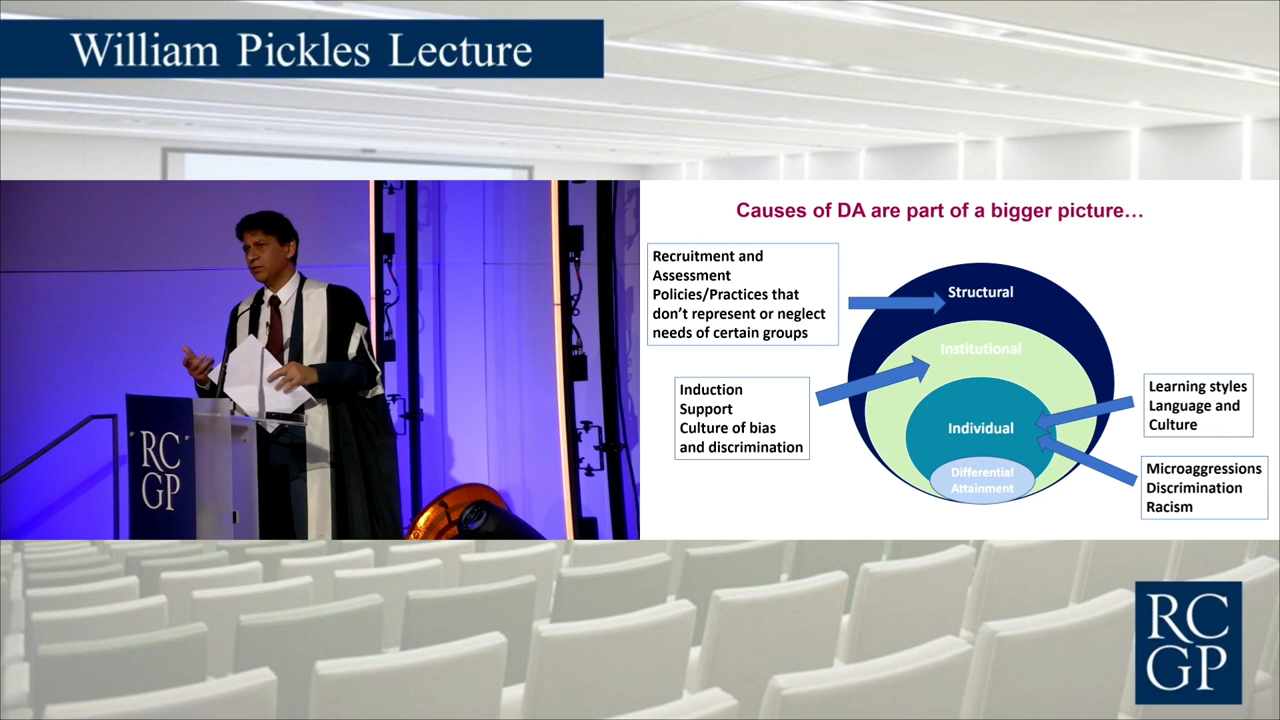 William Pickles Lecture
RC
GP
Causes of DA are part of a bigger picture…
Recruitment and
Assessment
Policies/Practices that
don't represent or neglect
needs of certain groups
Structural
Institutional
Induction
Support
Culture of bias
and discrimination
Individual
Learning styles
Language and
Culture
Differential
Attainment
Microaggressions
Discrimination
Racism
RC
GP